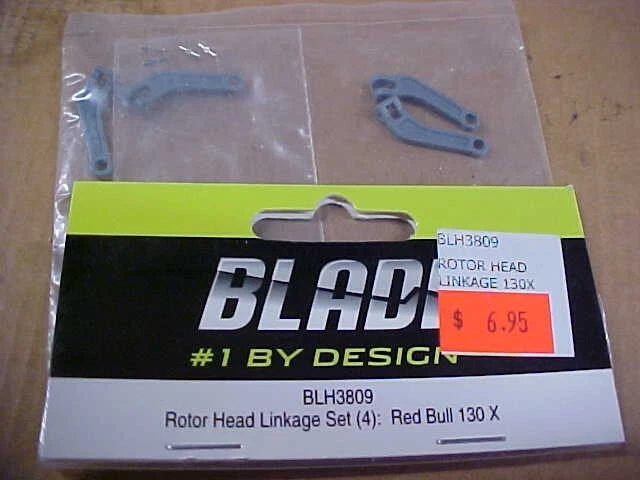 BLH3809
ROTOR HEAD
LINKAGE 130X
$ 6.95
BLAD
#1 BY DESIGN
BLH3809
Rotor Head Linkage Set (4): Red Bull 130 X